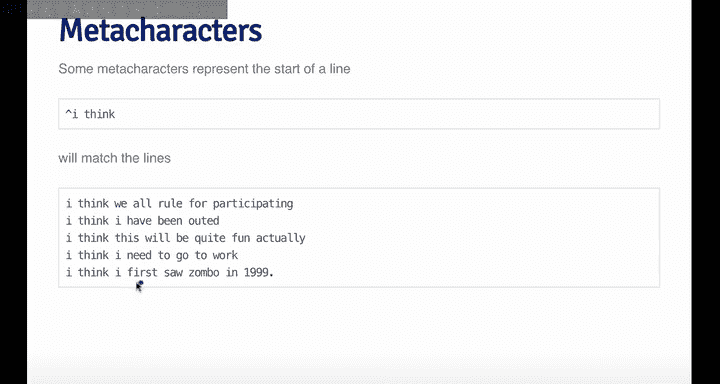 Metacharacters
Some metacharacters represent the start of a line
^i think
will match the lines
i think we all rule for participating
i think i have been outed
i think this will be quite fun actually
i think i need to go to work
i think i first saw zombo in 1999.